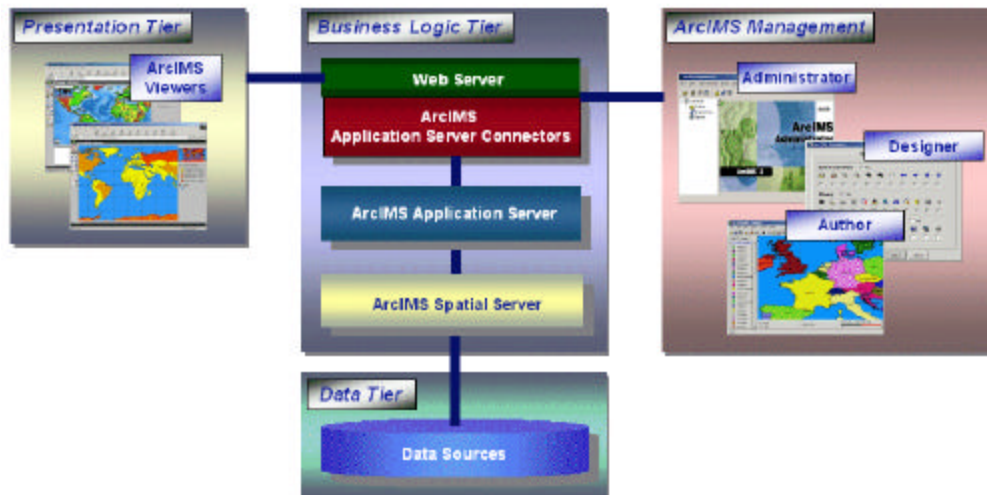 Presentation Tier
ArcIMS
Viewers
Business Logic Tier
Web Server
ArcIMS
Application Server Connectors
ArcIMS Application Server
ArcIMS Spatial Server
Data Tier
Data Sources
ArcIMS Management
Administrator
ArcIMS
Administrator
Designer
Author